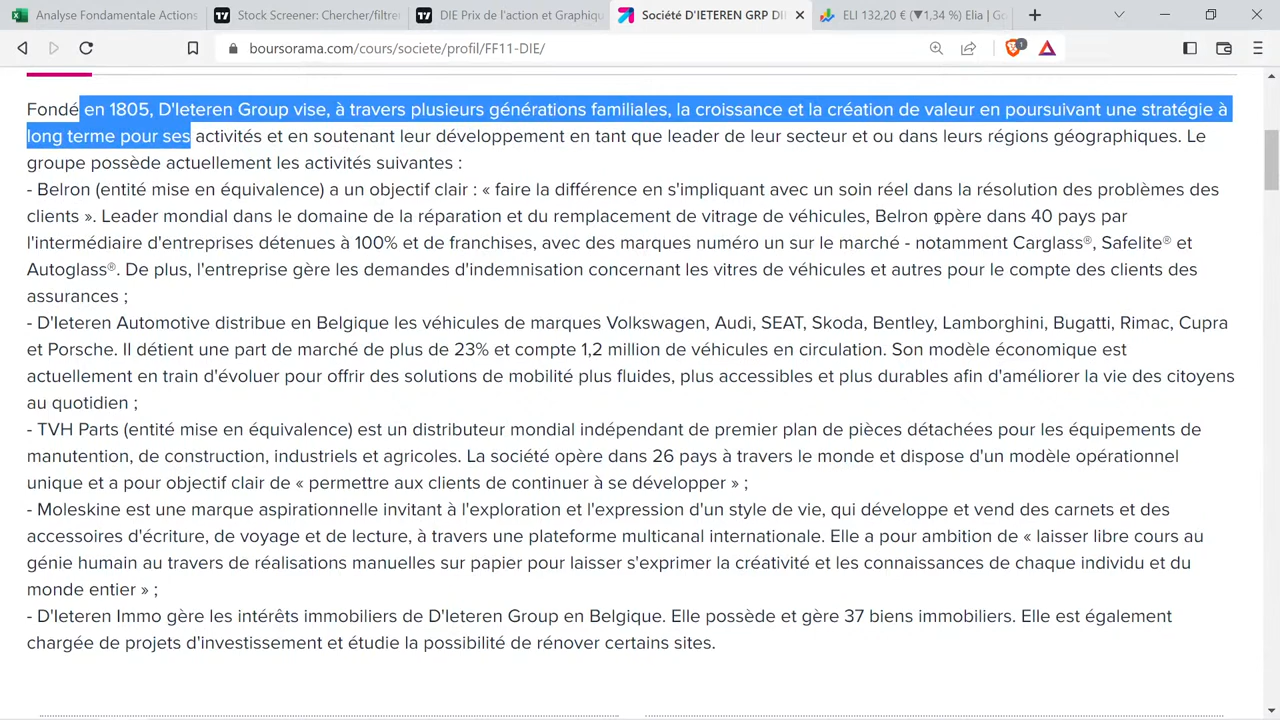 Analyse Fondamentale Actions
Stock Screener: Chercher/filtre
DIE Prix de l'action et Graphiqu
Société D'IETEREN GRP DI
ELI 132,20 € (▼1,34 %) Elia | Go
boursorama.com/cours/societe/profil/FF11-DIE/
1
Fondé en 1805, D'Ieteren Group vise, à travers plusieurs générations familiales, la croissance et la création de valeur en poursuivant une stratégie à
long terme pour ses activités et en soutenant leur développement en tant que leader de leur secteur et ou dans leurs régions géographiques. Le
groupe possède actuellement les activités suivantes :
- Belron (entité mise en équivalence) a un objectif clair : « faire la différence en s'impliquant avec un soin réel dans la résolution des problèmes des
clients ». Leader mondial dans le domaine de la réparation et du remplacement de vitrage de véhicules, Belron opère dans 40 pays par
l'intermédiaire d'entreprises détenues à 100% et de franchises, avec des marques numéro un sur le marché - notamment Carglass®, Safelite® et
Autoglass®. De plus, l'entreprise gère les demandes d'indemnisation concernant les vitres de véhicules et autres pour le compte des clients des
assurances ;
- D'Ieteren Automotive distribue en Belgique les véhicules de marques Volkswagen, Audi, SEAT, Skoda, Bentley, Lamborghini, Bugatti, Rimac, Cupra
et Porsche. Il détient une part de marché de plus de 23% et compte 1,2 million de véhicules en circulation. Son modèle économique est
actuellement en train d'évoluer pour offrir des solutions de mobilité plus fluides, plus accessibles et plus durables afin d'améliorer la vie des citoyens
au quotidien ;
- TVH Parts (entité mise en équivalence) est un distributeur mondial indépendant de premier plan de pièces détachées pour les équipements de
manutention, de construction, industriels et agricoles. La société opère dans 26 pays à travers le monde et dispose d'un modèle opérationnel
unique et a pour objectif clair de « permettre aux clients de continuer à se développer » ;
- Moleskine est une marque aspirationnelle invitant à l'exploration et l'expression d'un style de vie, qui développe et vend des carnets et des
accessoires d'écriture, de voyage et de lecture, à travers une plateforme multicanal internationale. Elle a pour ambition de « laisser libre cours au
génie humain au travers de réalisations manuelles sur papier pour laisser s'exprimer la créativité et les connaissances de chaque individu et du
monde entier » ;
- D'Ieteren Immo gère les intérêts immobiliers de D'Ieteren Group en Belgique. Elle possède et gère 37 biens immobiliers. Elle est également
chargée de projets d'investissement et étudie la possibilité de rénover certains sites.